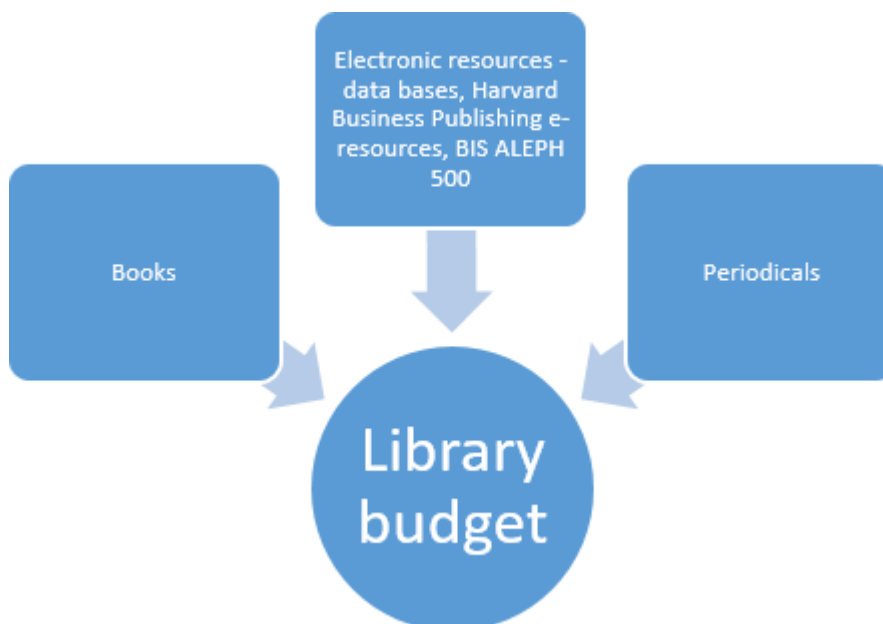 Electronic resources -
data bases, Harvard
Business Publishing e-
resources, BIS ALEPH
500
Books
Periodicals
Library
budget